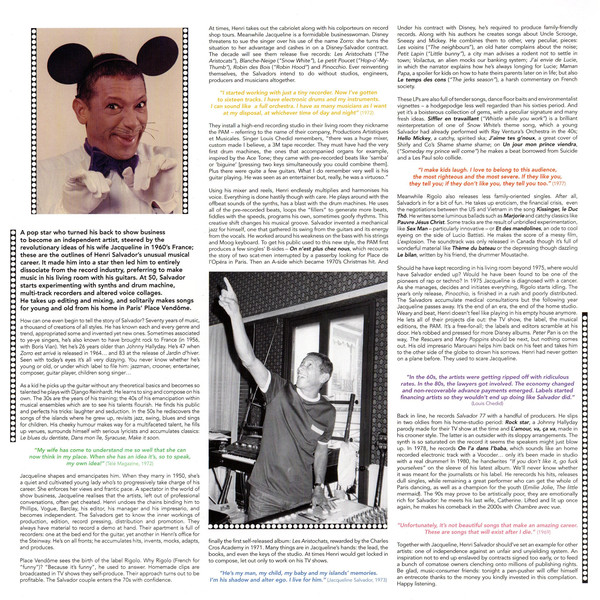 A pop star who turned his back to show business
to become an independent artist, steered by the
revolutionary ideas of his wife Jacqueline in 1960's France;
these are the outlines of Henri Salvador's unusual musical
career. It made him into a star then led him to entirely
dissociate from the record industry, preferring to make
music in his living room with his guitars. At 50, Salvador
starts experimenting with synths and drum machine,
multi-track recorders and altered voice collages.
He takes up editing and mixing, and solitarily makes songs
for young and old from his home in Paris' Place Vendôme.
How can one even begin to tell the story of Salvador? Seventy years of music,
a thousand of creations of all styles. He has known each and every genre and
trend, appropriated some and invented yet new ones. Sometimes associated
to ye-ye singers, he's also known to have brought rock to France (in 1956,
with Boris Vian). Yet he's 26 years older than Johnny Hallyday. He's 47 when
Zorro est arrivé is released in 1964… and 83 at the release of Jardin d'hiver.
Seen with today's eyes it's all very dizzying. You never know whether he's
young or old, or under which label to file him: jazzman, crooner, entertainer,
composer, guitar player, children song singer…
As a kid he picks up the guitar without any theoretical basics and becomes so
talented he plays with Django Reinhardt. He learns to sing and compose on his
own. The 30s are the years of his training; the 40s of his emancipation within
musical ensembles which are to see his talents flourish. He finds his public
and perfects his tricks: laughter and seduction. In the 50s he rediscovers the
songs of the islands where he grew up, revisits jazz, swing, blues and sings
for children. His cheeky humour makes way for a multifaceted talent, he fills
up venues, surrounds himself with serious lyricists and accumulates classics:
Le blues du dentiste, Dans mon île, Syracuse, Maladie d'amour.
"My wife has come to understand me so well that she can
now think in my place. When she has an idea it's, so to speak,
my own idea!" (Télé Magazine, 1972)
Jacqueline shapes and emancipates him. When they marry in 1950, she's
a quiet and cultivated young lady who's to progressively take charge of his
career. She embraces her views and frantic pace. A spectator in the world of
show business, Jacqueline realises that the artists, left out of professional
conversations, often get cheated. Henri undoes the chains binding him to
Phillips, Vogue, Barclay, his editor, his manager and his impresario, and
becomes independent. The Salvadors get to know the inner workings of
production, edition, record pressing, distribution and promotion. They
always have material to record a demo at hand. Their apartment is full of
recorders: one at the bed and for the guitar, yet another in Henri's office for
the Steinway. He's on all fronts; he accumulates hits, invents, mocks, adapts,
and produces.
Place Vendôme sees the birth of the label Rigolo. Why Rigolo (French for
"funny")? "Because it's funny", he used to answer. Homemade clips are
broadcasted in TV shows they self-produce. Their approach turns out to be
profitable. The Salvador couple enters the 70s with confidence.
At times, Henri takes out the cabriolet along with his colporteurs on record
shop tours. Meanwhile Jacqueline is a formidable businesswoman. Disney
threatens to sue the singer over his use of the name Zorro: she turns the
situation to her advantage and cashes in on a Disney-Salvador contract.
The decade will see them release five records: Les Aristochats ("The
Aristocats"), Blanche-Neige ("Snow White"), Le petit Poucet ("Hop-o'-My-
Thumb"), Robin des Bois ("Robin Hood") and Pinocchio. Ever reinventing
themselves, the Salvadors intend to do without studios, engineers,
producers and musicians altogether.
"I started working with just a tiny recorder. Now I've gotten
to sixteen tracks. I have electronic drums and my instruments.
I can sound like a full orchestra. I have as many musicians as I want
at my disposal, at whichever time of day and night" (1972)
They install a high-end recording studio in their living room they nickname
the PAM – referring to the name of their company, Productions Artistiques
et Musicales. Singer Louis Chedid remembers, "there was a huge mixer,
custom made I believe, a 3M tape recorder. They must have had the very
first drum machines, the ones that accompanied organs for example,
inspired by the Ace Tone; they came with pre-recorded beats like 'samba'
or 'biguine' [pressing two keys simultaneously you could combine them].
Plus there were quite a few guitars. What I do remember very well is his
guitar playing. He was seen as an entertainer but, really, he was a virtuoso."
Using his mixer and reels, Henri endlessly multiplies and harmonises his
voice. Everything is done hastily though with care. He plays around with the
offbeat sounds of the synths, has a blast with the drum machines. He uses
all of the pre-recorded beats, loops the "fillers" to generate more beats,
fiddles with the speeds, programs his own, sometimes goofy rhythms. This
creative shift changes his musical groove. Salvador invented a mechanical
jazz for himself, one that gathered its swing from the guitars and its energy
from the vocals. He worked around his weakness on the bass with his strings
and Moog keyboard. To get his public used to this new style, the PAM first
produces a few singles' B-sides – On n'est plus chez nous, which recounts
the story of two scat-men interrupted by a passerby looking for Place de
l'Opéra in Paris. Then an A-side which became 1970's Christmas hit. And
finally the first self-released album: Les Aristochats, rewarded by the Charles
Cros Academy in 1971. Many things are in Jacqueline's hands: the lead, the
books, and even the keys of the studio. At times Henri would get locked in
to compose, let out only to work on his TV shows.
"He's my man, my child, my baby and my islands' memories.
I'm his shadow and alter ego. I live for him." (Jacqueline Salvador, 1973)
Under his contract with Disney, he's required to produce family-friendly
records. Along with his authors he creates songs about Uncle Scrooge,
Sneezy and Mickey. He combines them to other, very peculiar, pieces:
Les voisins ("The neighbours"), an old hater complains about the noise;
Petit Lapin ("Little bunny"), a city man advises a rodent not to settle in
town; Volacius, an alien mocks our banking system; J'ai envie de Lucie,
in which the narrator explains how he's always longing for Lucie; Maman
Papa, a spoiler for kids on how to hate theirs parents later on in life; but also
Le temps des cons ("The jerks season"), a harsh commentary on French
society.
These LPs are also full of tender songs, dance floor baits and environmentalist
vignettes – a hodgepodge less well regarded than his sixties period. And
yet it's a boisterous collection of gems, with a peculiar signature and many
fresh ideas. Siffler en travaillant ("Whistle while you work") is a brilliant
reinterpretation of one of Snow White's theme song, which a young
Salvador had already performed with Ray Ventura's Orchestra in the 40s;
Hello Mickey, a catchy, spirited ska; J'aime tes g'noux, a great cover of
Shirly and Co's Shame shame shame, on Un jour mon prince viendra,
("Someday my prince will come") he makes a beat borrowed from Suicide
and a Les Paul solo collide.
"I make kids laugh. I love to belong to this audience,
the most righteous and the most severe. If they like you,
they tell you; if they don't like you, they tell you too." (1973)
Meanwhile Rigolo also releases less family-oriented singles. After all,
Salvador's in for a bit of fun. He takes up eroticism, the financial crisis, even
the negotiations between the US and Vietnam in the song Kissinger, le Duc
Thô. He writes some luminous ballads such as Marjorie and catchy classics like
Pauvre Jésus Christ. Some tracks are the result of unbridled experimentation,
like Sex Man – particularly innovative – or Et des mandolines, an ode to cool
eyeing on the side of Lucio Battisti. He makes the score of a mensy film,
L'explosion. The soundtrack was only released in Canada though it's full of
wonderful material like Thème du bateau or the depressing though dazzling
Le bilan, written by his friend, the drummer Moustache.
Should he have kept recording in his living room beyond 1975, where would
have Salvador ended up? Would he have been found to be one of the
pioneers of rap or techno? In 1975 Jacqueline is diagnosed with a cancer.
As she manages, decides and initiates everything, Rigolo starts idling. The
year's only release, Pinocchio, is finished in a rush and poorly distributed.
The Salvadors accumulate medical consultations but the following year
Jacqueline passes away. It's the end of an era, the end of the home studio.
Weary and beat, Henri doesn't feel like playing in his empty house anymore.
He lets all of their projects die out: the TV show, the label, the musical
editions, the PAM. It's a free-for-all; the labels and editors scramble at his
door. He's robbed and pressed for more Disney albums. Peter Pan is on the
way, The Rescuers and Mary Poppins should be next, but nothing comes
out. His old impresario Marouani helps him back on his feet and takes him
to the other side of the globe to drown his sorrows. Henri had never gotten
on a plane before. They used to scare Jacqueline.
"In the 60s, the artists were getting ripped off with ridiculous
rates. In the 80s, the lawyers got involved. The economy changed
and non-recoverable advance payments emerged. Labels started
financing artists so they wouldn't end up doing like Salvador did."
(Louis Chedid)
Back in line, he records Salvador 77 with a handful of producers. He slips
in two oldies from his home-studio period: Rock star, a Johnny Hallyday
parody made for their TV show at the time and L'amour, va, ça va, made in
his crooner style. The latter is an outsider with its sloppy arrangements. The
synth is so saturated on the record it seems the speakers might just blow
up. In 1978, he records On l'a dans l'baba, which sounds like an home-
recorded electronic track with a Vocoder… only it's been made in studio
with a real drummer. In 1980, he handwrites "If you don't like it, go fuck
yourselves" on the sleeve of his latest album. We'll never know whether
it was meant for the journalists or his label. He records his hits, releases
dull singles, while remaining a great performer who can get the whole of
Paris dancing, as well as a champion for the youth (Emilie Jolie, The little
mermaid). The 90s may prove to be artistically poor, they are emotionally
rich for Salvador: he meets his last wife, Catherine. Lifted and lit up once
again, he makes his comeback in the 2000s with Chambre avec vue.
"Unfortunately, it's not beautiful songs that make an amazing career.
These are songs that will exist after I die." (1969)
Together with Jacqueline, Henri Salvador should've set an example for other
artists: one of independence against an unfair and unyielding system. An
inspiration not to end up enslaved by contracts signed too early, or to feed
a bunch of comatose owners clenching onto millions of publishing rights.
Be glad, music-consumer friends: tonight a pen-pusher will offer himself
an entrecote thanks to the money you kindly invested in this compilation.
Happy listening.